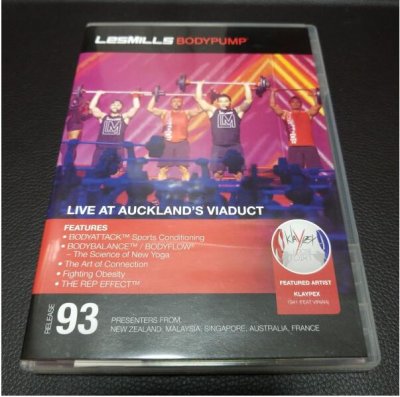 LESMILLS BODYPUMP
LIVE AT AUCKLAND'S VIADUCT
FEATURES
• BODYATTACK™ Sports Conditioning
• BODYBALANCE™ / BODYFLOW®
– The Science of New Yoga
• The Art of Connection
• Fighting Obesity
• THE REP EFFECT™
KLAYPEX
FEATURED ARTIST
KLAYPEX
RELEASE 93
PRESENTERS FROM:
NEW ZEALAND, MALAYSIA, SINGAPORE, AUSTRALIA, FRANCE